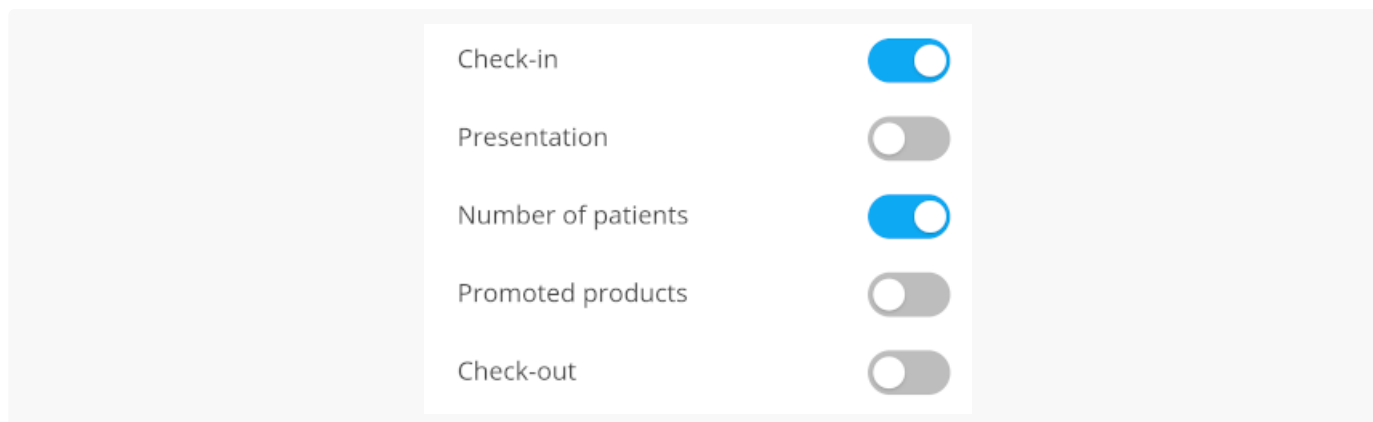 Check-in
Presentation
Number of patients
Promoted products
Check-out